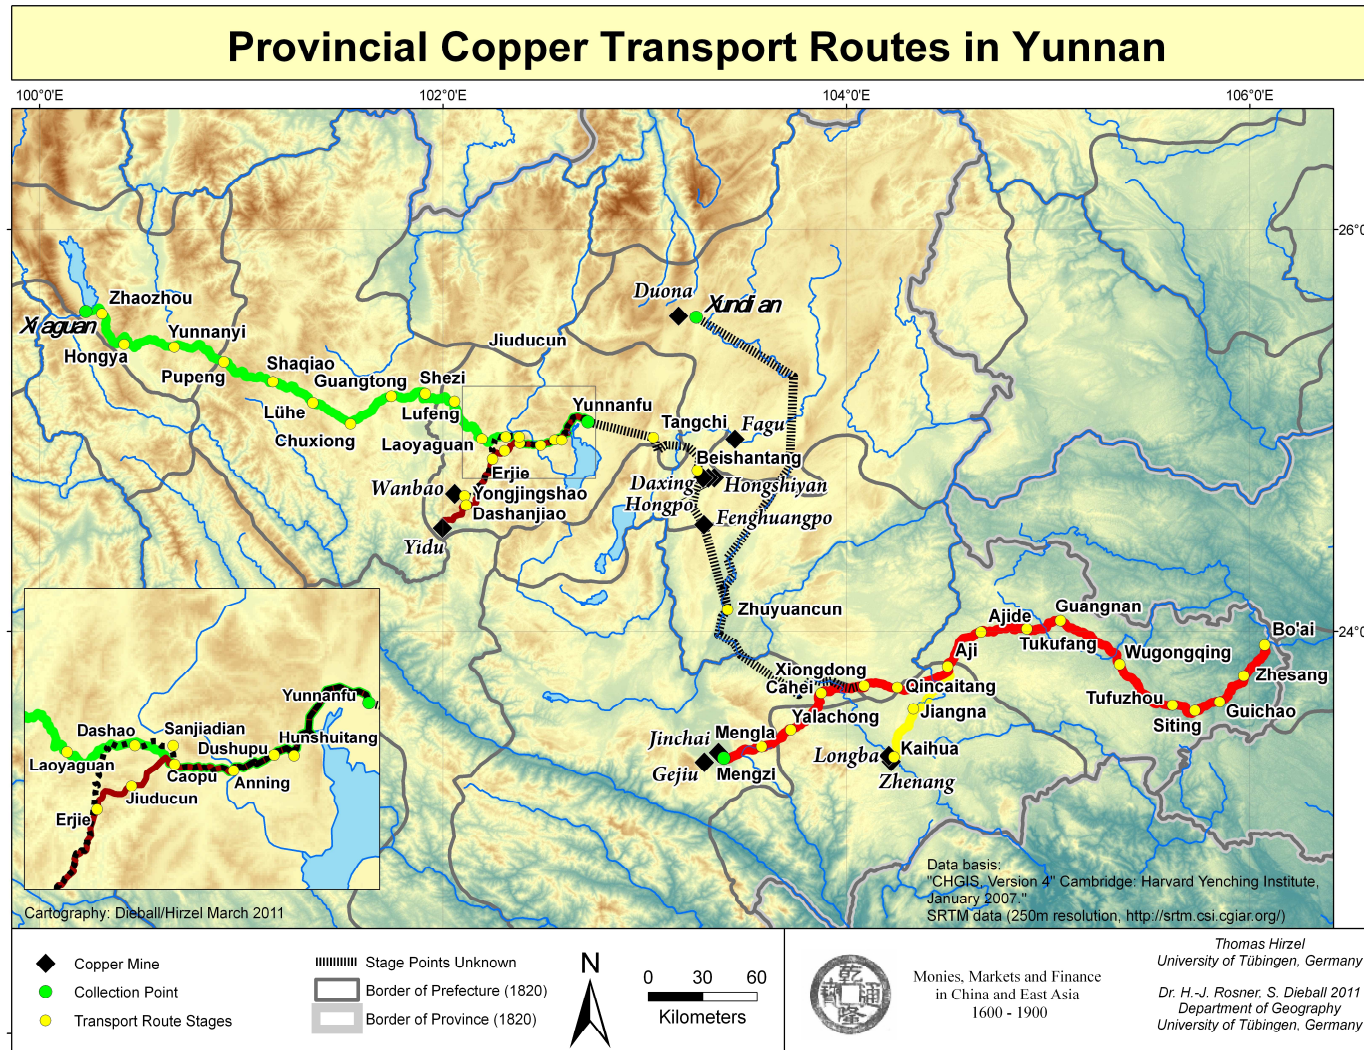 Provincial Copper Transport Routes in Yunnan
100°0'E
102°0'E
104°0'E
106°0'E
26°0
24°0
Zhaozhou
Xiaguan
Hongya
Yunnanyi
Pupeng
Shaqiao
Lühe
Guangtong
Chuxiong
Shezi
Lufeng
Laoyaguan
Jiuducun
Yunnanfu
Erjie
Wanbao
Yongjingshao
Dashanjiao
Yidu
Duona
Xundian
Tangchi
Fagu
Beishantang
Daxing
Hongshiyan
Hongpo
Fenghuangpo
Zhuyuancun
Xiongdong
Cahei
Qincaitang
Yalachong
Jiangna
Mengla
Jinchai
Gejiu
Mengzi
Longba
Kaihua
Zhenang
Aji
Ajide
Tukufang
Guangnan
Wugongqing
Tufuzhou
Siting
Guichao
Zhesang
Bo'ai
Yunnanfu
Dashao
Sanjiadian
Dushupu
Hunshuitang
Laoyaguan
Caopu
Anning
Jiuducun
Erjie
Cartography: Dieball/Hirzel March 2011
Data basis:
"CHGIS, Version 4" Cambridge: Harvard Yenching Institute,
January 2007."
SRTM data (250m resolution, http://srtm.csi.cgiar.org/)
Copper Mine
Collection Point
Transport Route Stages
Stage Points Unknown
Border of Prefecture (1820)
Border of Province (1820)
N
0 30 60
Kilometers
乾隆通寳
Monies, Markets and Finance
in China and East Asia
1600 - 1900
Thomas Hirzel
University of Tübingen, Germany
Dr. H.-J. Rosner, S. Dieball 2011
Department of Geography
University of Tübingen, Germany